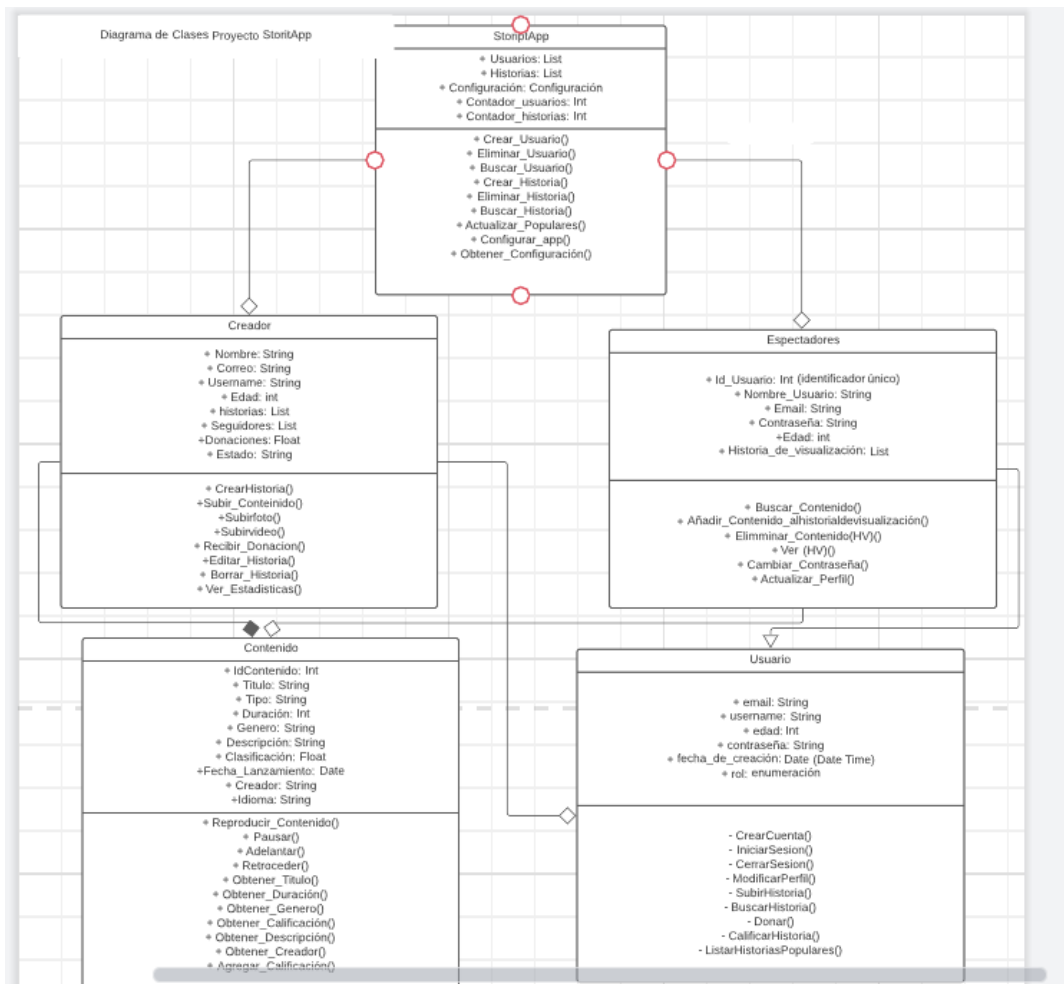 Diagrama de Clases Proyecto StoritApp
StoriptApp
+ Usuarios: List
+ Historias: List
+ Configuración: Configuración
+ Contador_usuarios: Int
+ Contador_historias: Int
+ Crear_Usuario()
+ Eliminar_Usuario()
+ Buscar_Usuario()
+ Crear_Historia()
+ Eliminar_Historia()
+ Buscar_Historia()
+ Actualizar_Populares()
+ Configurar_app()
+ Obtener_Configuración()
Creador
+ Nombre: String
+ Correo: String
+ Username: String
+ Edad: int
+ historias: List
+ Seguidores: List
+Donaciones: Float
+ Estado: String
+ CrearHistoria()
+Subir_Conteinido()
+Subirfoto()
+Subirvideo()
+ Recibir_Donacion()
+Editar_Historia()
+ Borrar_Historia()
+ Ver_Estadisticas()
Espectadores
+ Id_Usuario: Int (identificador único)
+ Nombre_Usuario: String
+ Email: String
+ Contraseña: String
+Edad: int
+ Historia_de_visualización: List
+ Buscar_Contenido()
+ Añadir_Contenido_alhistorialdevisualización()
+ Elimminar_Contenido(HV)()
+ Ver (HV)()
+ Cambiar_Contraseña()
+ Actualizar_Perfil()
Contenido
+ IdContenido: Int
+ Titulo: String
+ Tipo: String
+ Duración: Int
+ Genero: String
+ Descripción: String
+ Clasificación: Float
+Fecha_Lanzamiento: Date
+ Creador: String
+Idioma: String
+ Reproducir_Contenido()
+ Pausar()
+ Adelantar()
+ Retroceder()
+ Obtener_Titulo()
+ Obtener_Duración()
+ Obtener_Genero()
+ Obtener_Calificación()
+ Obtener_Descripción()
+ Obtener_Creador()
+ Agregar_Calificación()
Usuario
+ email: String
+ username: String
+ edad: Int
+ contraseña: String
+ fecha_de_creación: Date (Date Time)
+ rol: enumeración
- CrearCuenta()
- IniciarSesion()
- CerrarSesion()
- ModificarPerfil()
- SubirHistoria()
- BuscarHistoria()
- Donar()
- CalificarHistoria()
- ListarHistoriasPopulares()